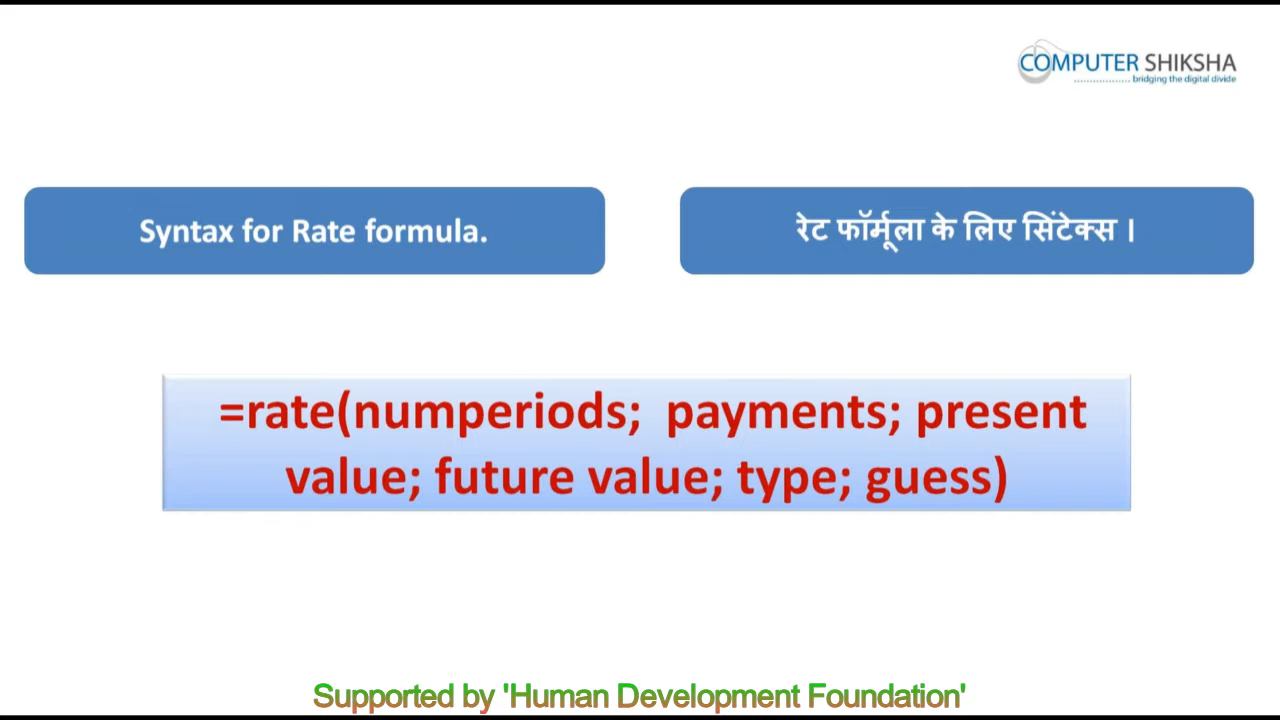 COMPUTER SHIKSHA
bridging the digital divide
Syntax for Rate formula.
रेट फॉर्मूला के लिए सिंटेक्स ।
=rate(numperiods;  payments; present
value; future value; type; guess)
Supported by 'Human Development Foundation'